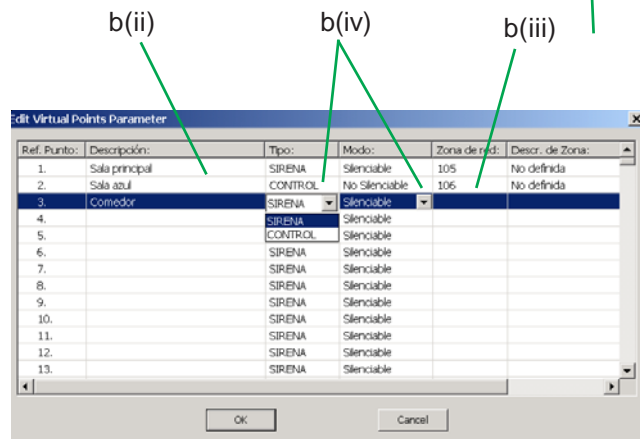 b(ii) b(iv) b(iii)
Edit Virtual Points Parameter
Ref. Punto: Descripción: Tipo: Modo: Zona de red: Descr. de Zona:
1. Sala principal SIRENA Silenciable 105 No definida
2. Sala azul CONTROL No Silenciable 106 No definida
3. Comedor SIRENA Silenciable
4. SIRENA Silenciable
5. CONTROL Silenciable
6. SIRENA Silenciable
7. SIRENA Silenciable
8. SIRENA Silenciable
9. SIRENA Silenciable
10. SIRENA Silenciable
11. SIRENA Silenciable
12. SIRENA Silenciable
13. SIRENA Silenciable
OK Cancel